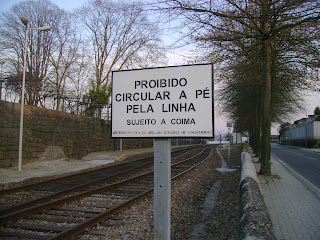 PROIBIDO
CIRCULAR A PÉ
PELA LINHA
SUJEITO A COIMA